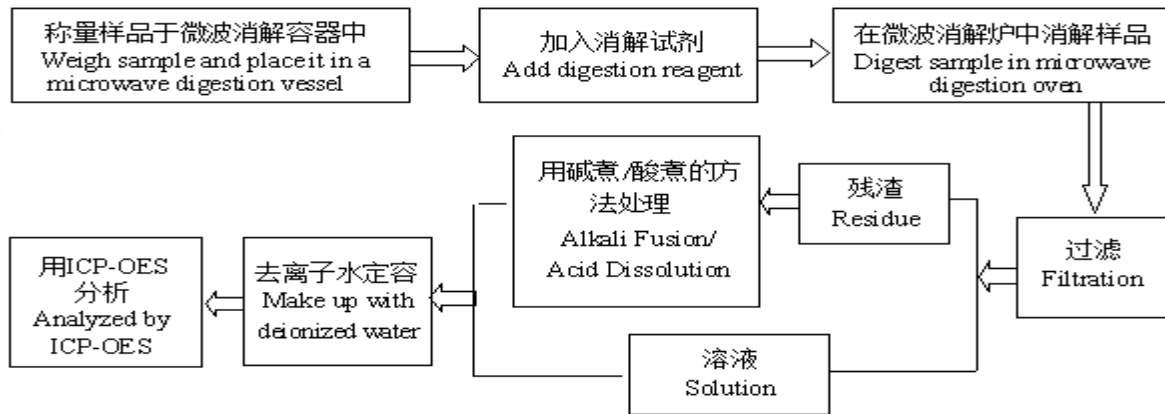 称量样品于微波消解容器中
Weigh sample and place it in a
microwave digestion vessel
加入消解试剂
Add digestion reagent
在微波消解炉中消解样品
Digest sample in microwave
digestion oven
过滤
Filtration
残渣
Residue
用碱煮/酸煮的方
法处理
Alkali Fusion/
Acid Dissolution
溶液
Solution
去离子水定容
Make up with
deionized water
用ICP-OES
分析
Analyzed by
ICP-OES